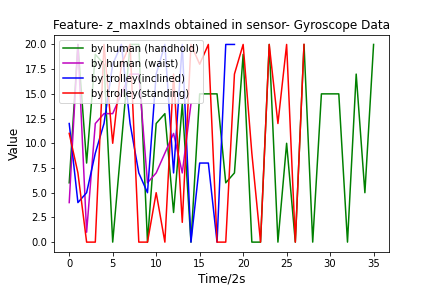 Feature- z_maxInds obtained in sensor- Gyroscope Data
by human (handhold)
by human (waist)
by trolley(inclined)
by trolley(standing)
Value
20.0
17.5
15.0
12.5
10.0
7.5
5.0
2.5
0.0
0 5 10 15 20 25 30 35
Time/2s